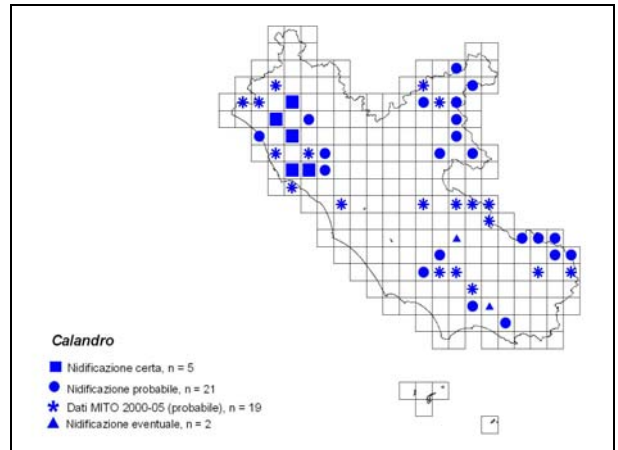 Calandro
Nidificazione certa, n = 5
Nidificazione probabile, n = 21
Dati MITO 2000-05 (probabile), n = 19
Nidificazione eventuale, n = 2